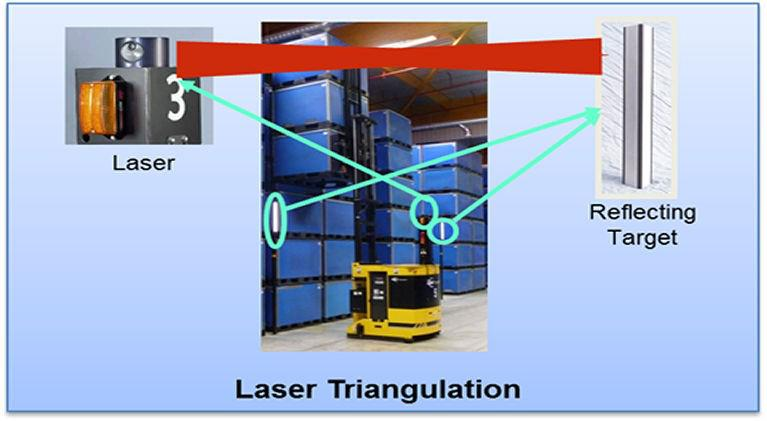 3
Laser
Reflecting
Target
Laser Triangulation